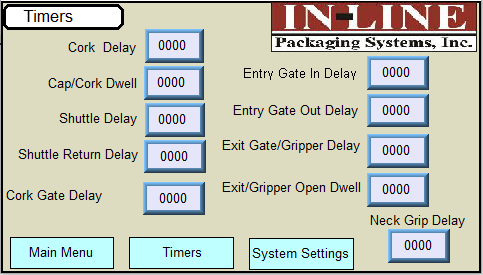 Timers
IN-LINE
Packaging Systems, Inc.
Cork Delay 0000
Cap/Cork Dwell 0000
Shuttle Delay 0000
Shuttle Return Delay 0000
Cork Gate Delay 0000
Entry Gate In Delay 0000
Entry Gate Out Delay 0000
Exit Gate/Gripper Delay 0000
Exit/Gripper Open Dwell 0000
Neck Grip Delay
0000
Main Menu Timers System Settings